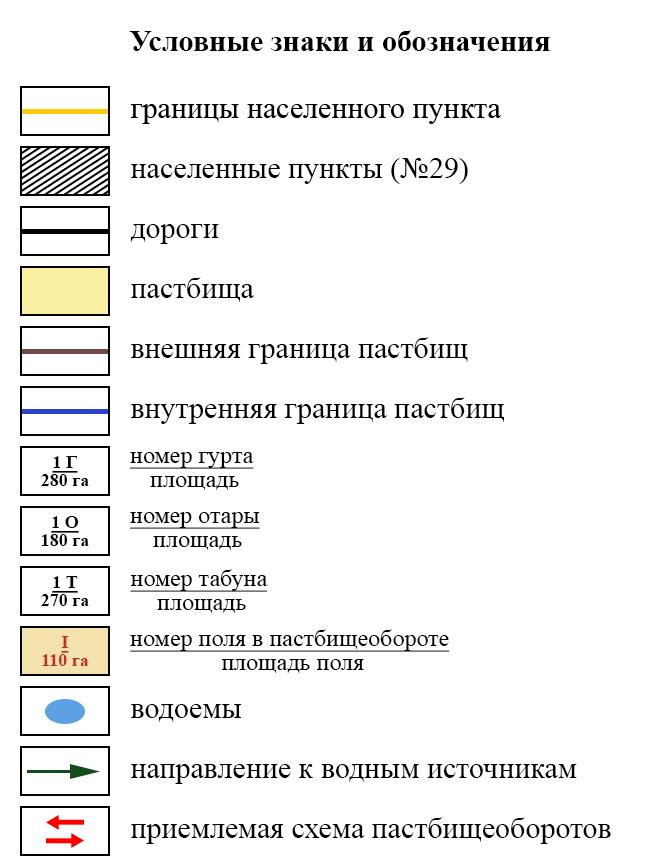 Условные знаки и обозначения
границы населенного пункта
населенные пункты (№29)
дороги
пастбища
внешняя граница пастбищ
внутренняя граница пастбищ
1 Г
280 га
номер гурта
площадь
1 О
180 га
номер отары
площадь
1 Т
270 га
номер табуна
площадь
I
110 га
номер поля в пастбищеобороте
площадь поля
водоемы
направление к водным источникам
приемлемая схема пастбищеоборотов